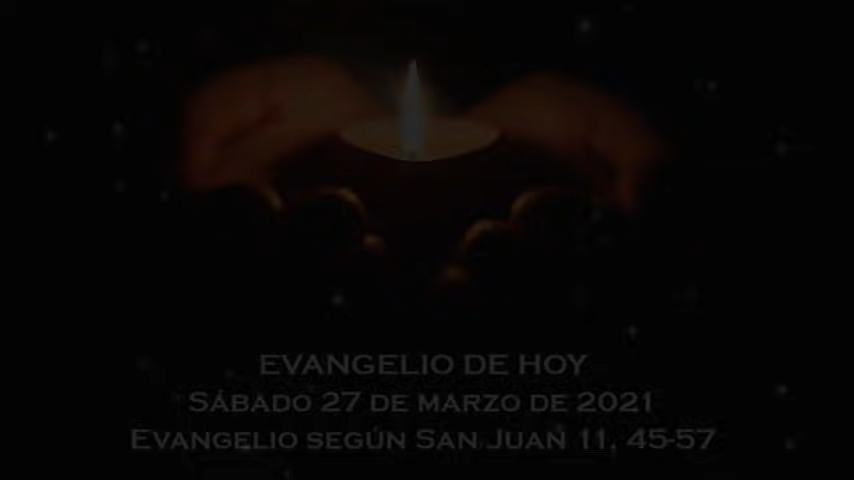 EVANGELIO DE HOY
SÁBADO 27 DE MARZO DE 2021
EVANGELIO SEGÚN SAN JUAN 11, 45-57